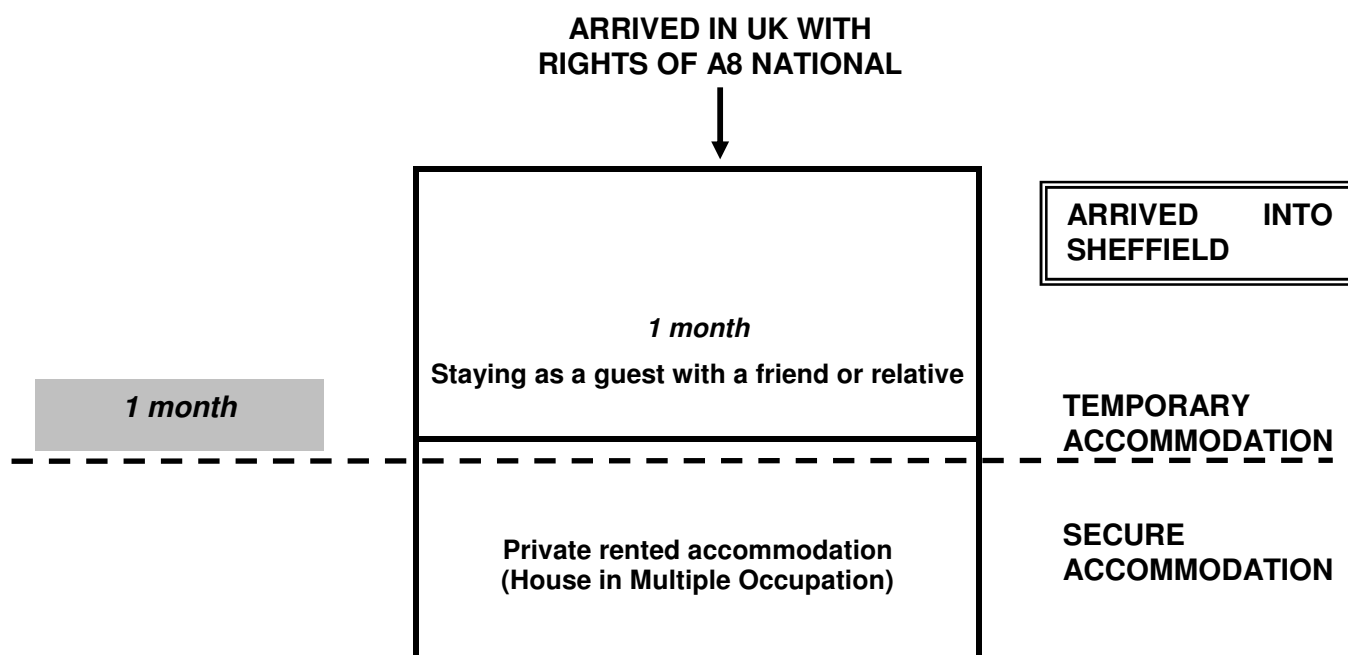 ARRIVED IN UK WITH
RIGHTS OF A8 NATIONAL
ARRIVED INTO
SHEFFIELD
1 month
Staying as a guest with a friend or relative
1 month
TEMPORARY
ACCOMMODATION
Private rented accommodation
(House in Multiple Occupation)
SECURE
ACCOMMODATION